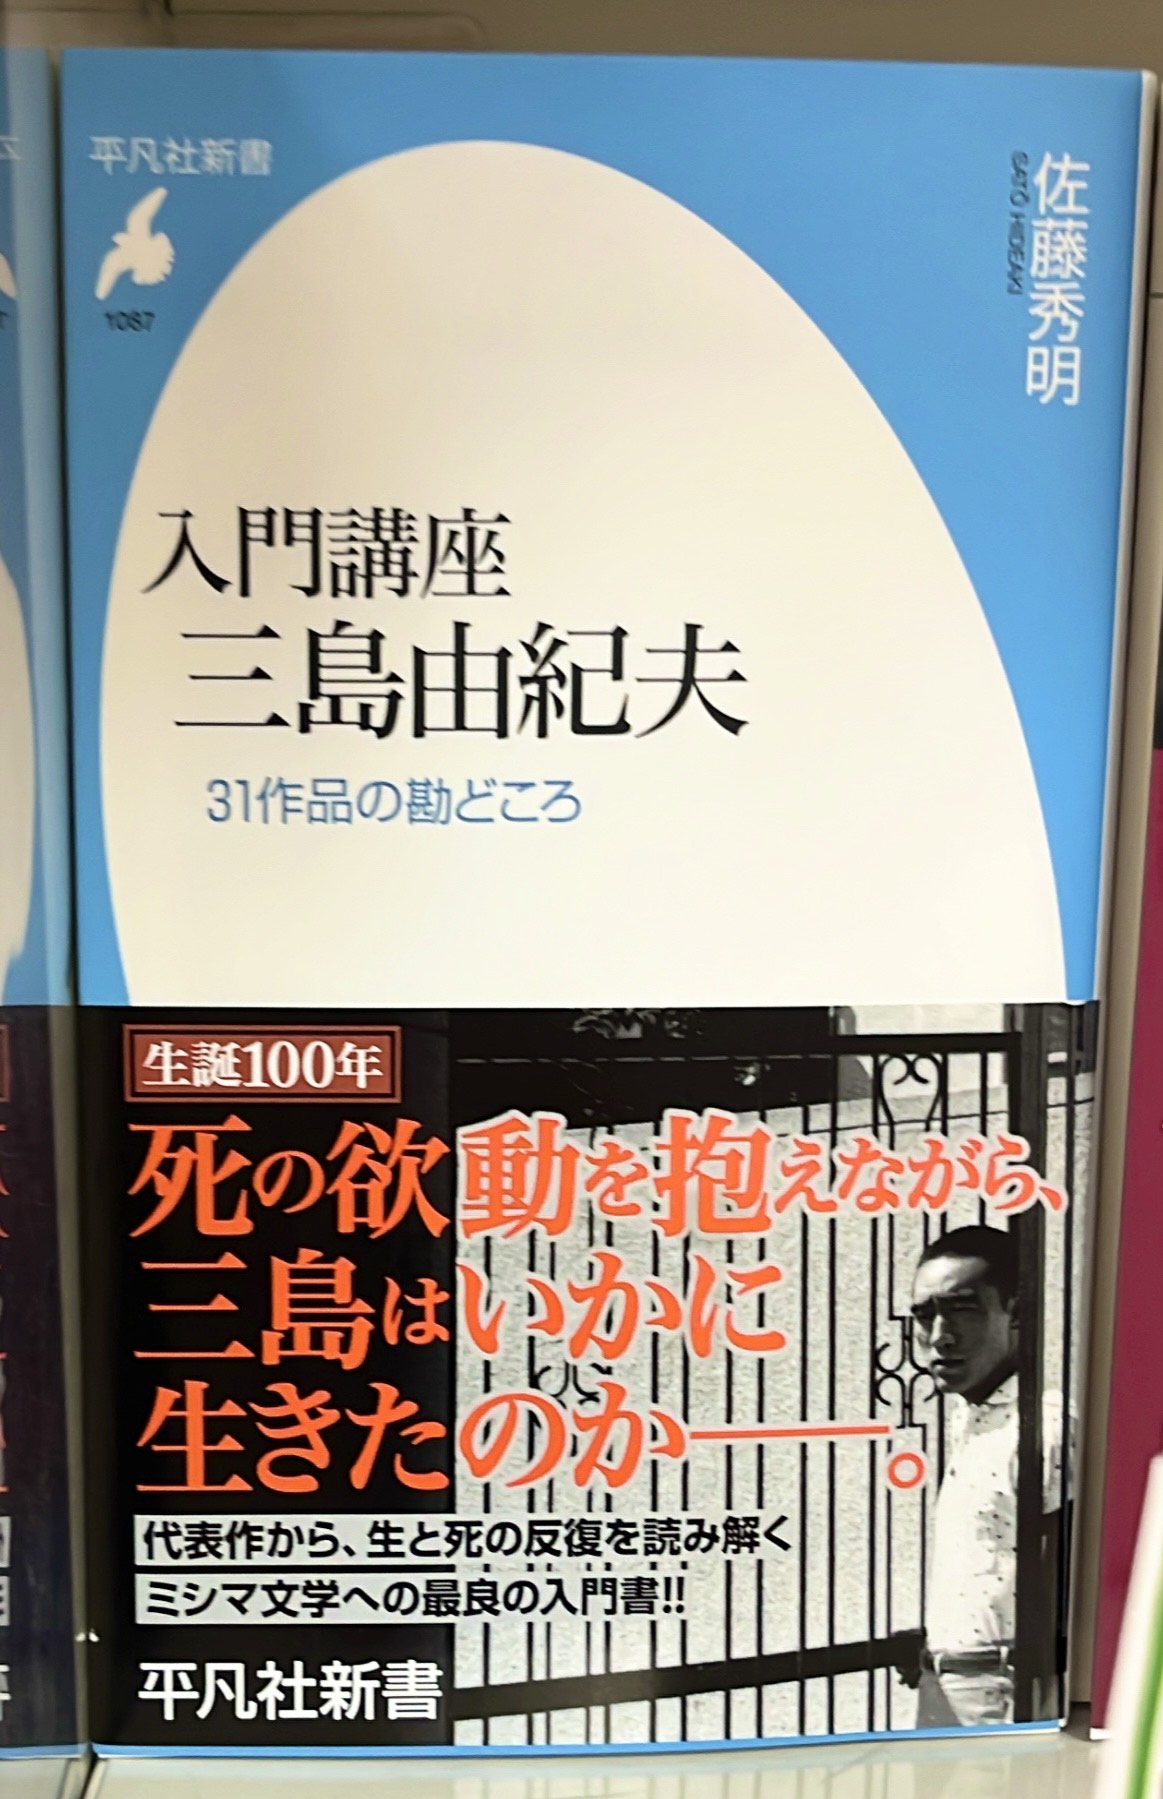 平凡社新書
1087
佐藤秀明
SATŌ HIDEAKI
入門講座
三島由紀夫
31作品の勘どころ
生誕100年
死の欲動を抱えながら、
三島はいかに
生きたのか——。
代表作から、生と死の反復を読み解く
ミシマ文学への最良の入門書!!
平凡社新書